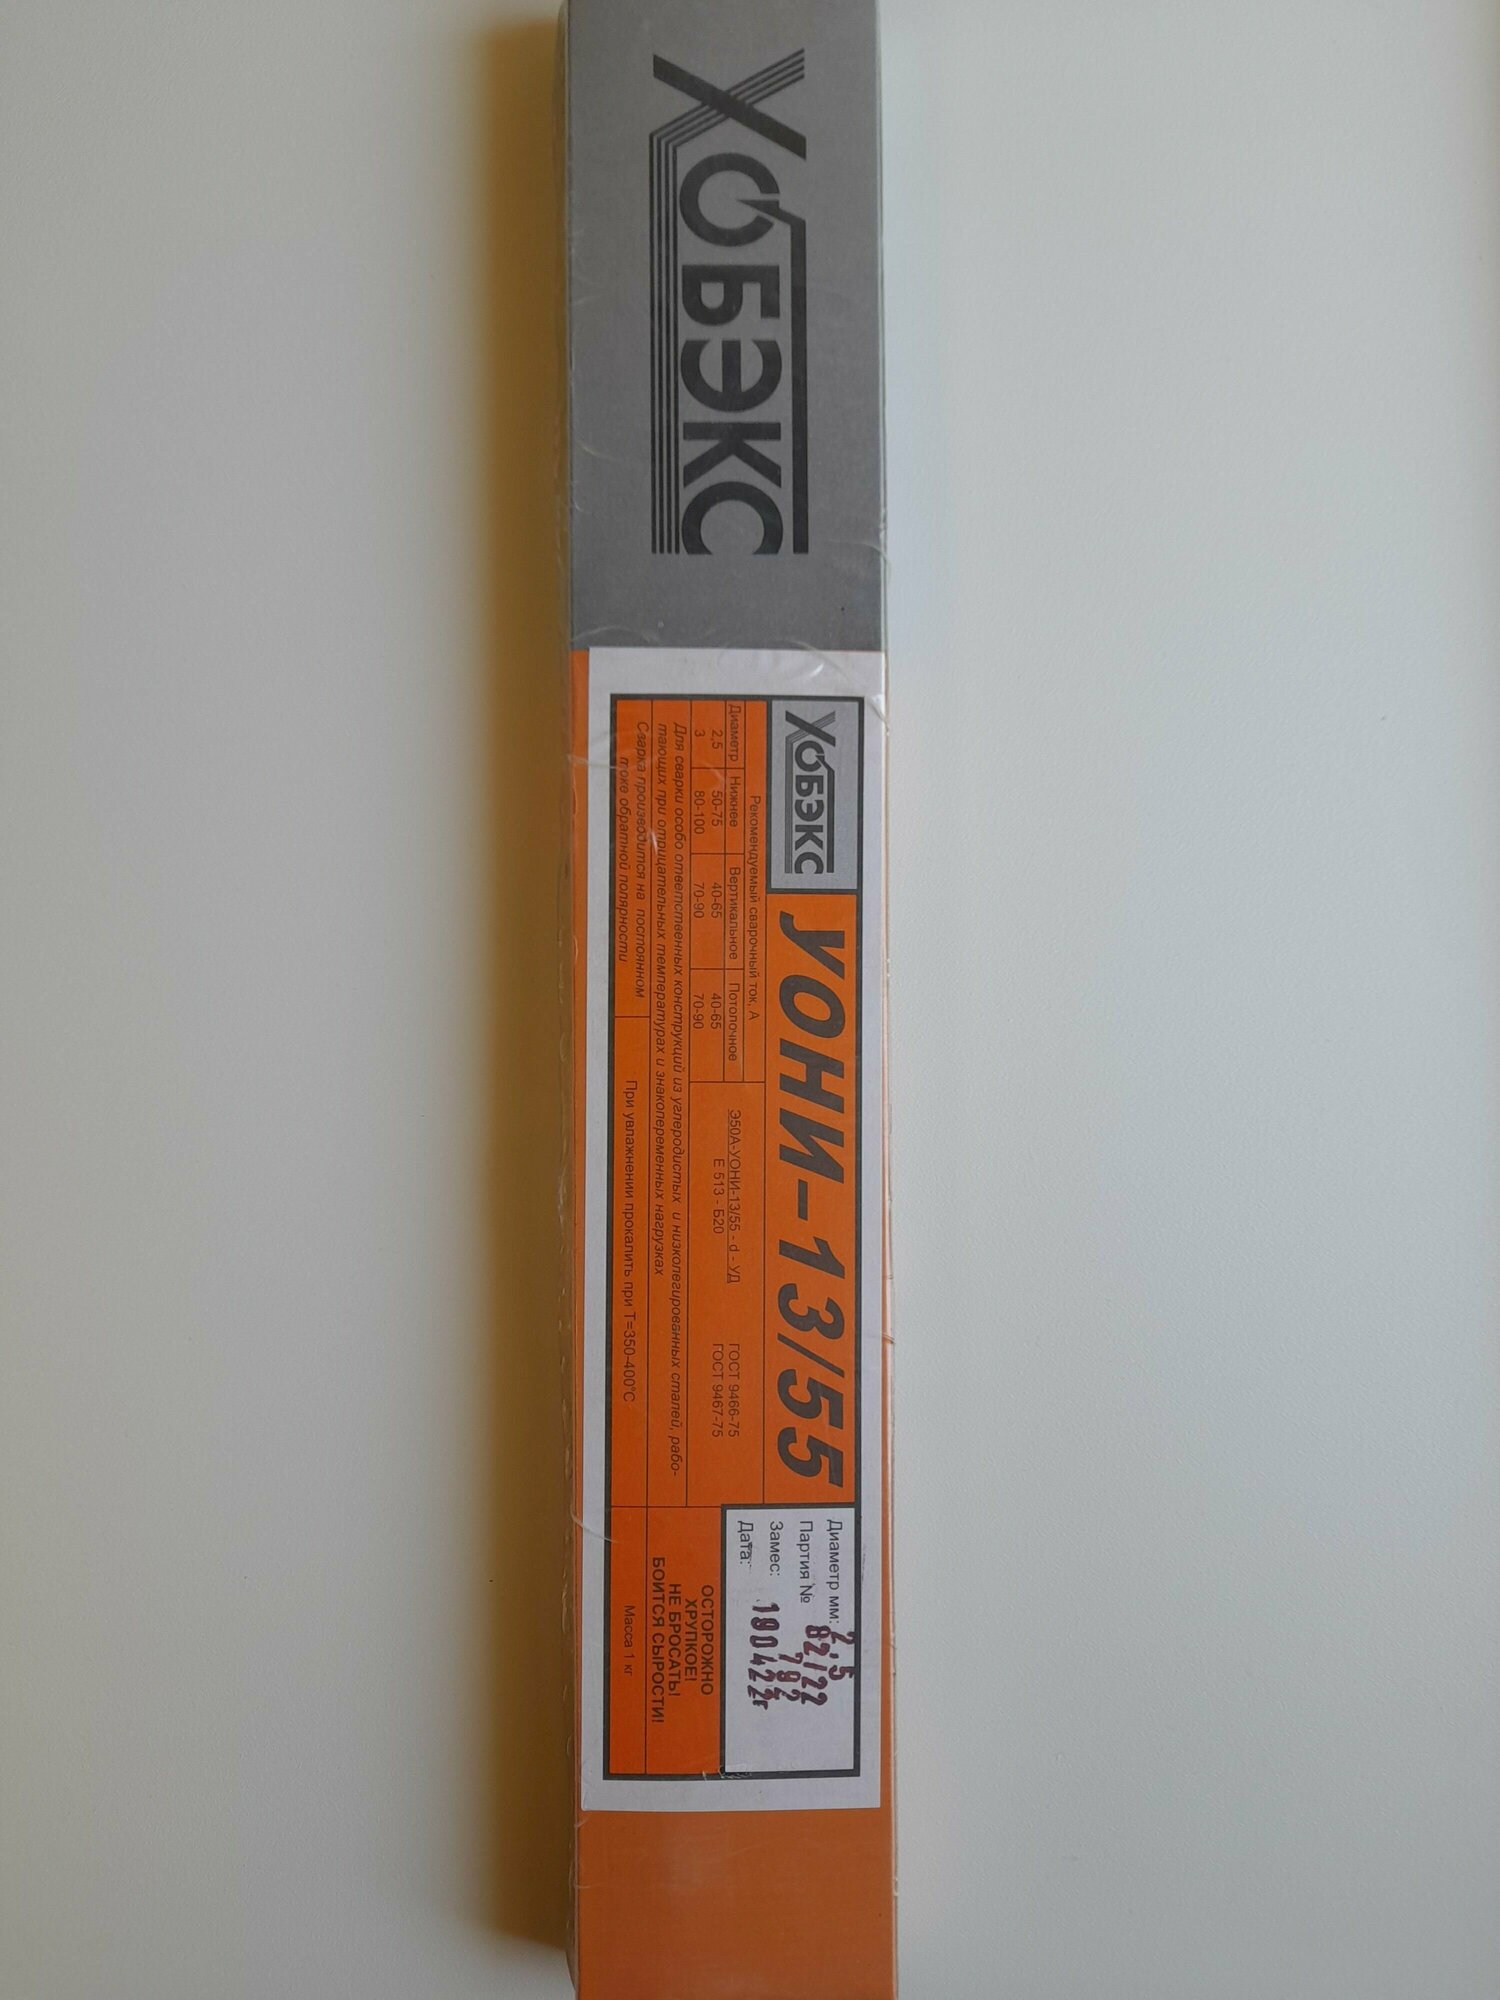 ХОБЭКС
ХОБЭКС
УОНИ-13/55
Рекомендуемый сварочный ток, А
Диаметр Нижнее Вертикальное Потолочное
2,5 50-75 40-65 40-65
3 80-100 70-90 70-90
Э50А-УОНИ-13/55 - d - УД
Е 513 - Б20
ГОСТ 9466-75
ГОСТ 9467-75
Для сварки особо ответственных конструкций из углеродистых и низколегированных сталей, рабо-
тающих при отрицательных температурах и знакопеременных нагрузках
Сварка производится на постоянном
токе обратной полярности
При увлажнении прокалить при Т=350-400°С
Диаметр мм: 2.5
Партия № 82/22
Замес: 792
Дата: 190422г
ОСТОРОЖНО
ХРУПКОЕ!
НЕ БРОСАТЬ!
БОИТСЯ СЫРОСТИ!
Масса 1 кг